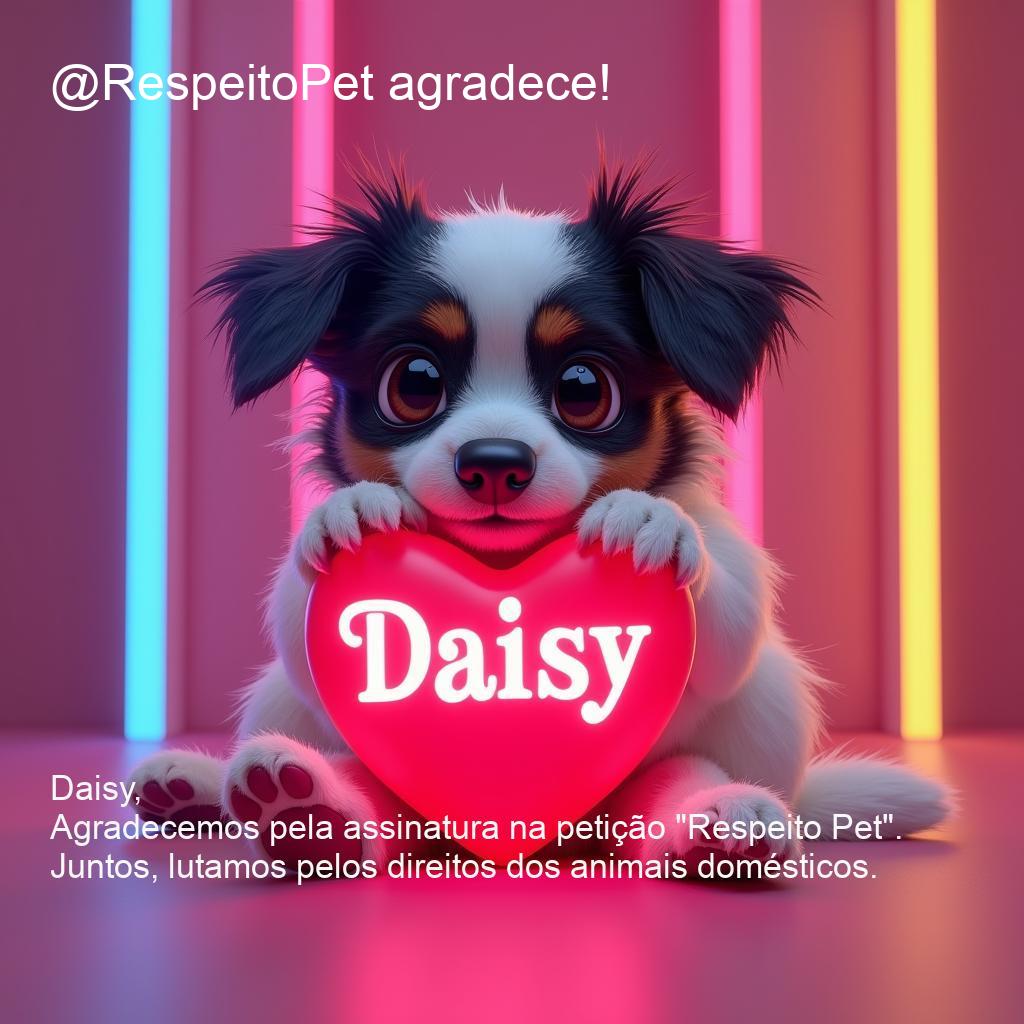 @RespeitoPet agradece!
Daisy
Daisy,
Agradecemos pela assinatura na petição "Respeito Pet".
Juntos, lutamos pelos direitos dos animais domésticos.